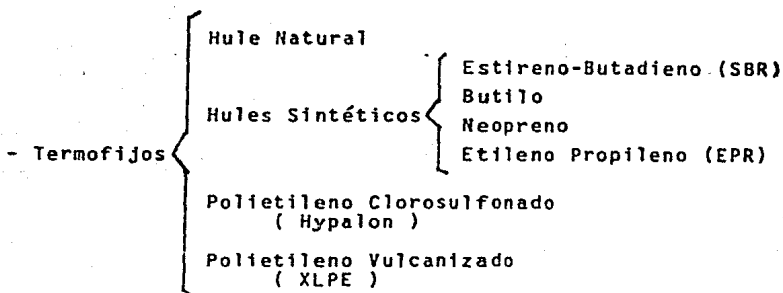 Hule Natural
Estireno-Butadieno (SBR)
Butilo
Hules Sintéticos
Neopreno
- Termofijos
Etileno Propileno (EPR)
Polietileno Clorosulfonado
( Hypalon )
Polietileno Vulcanizado
( XLPE )